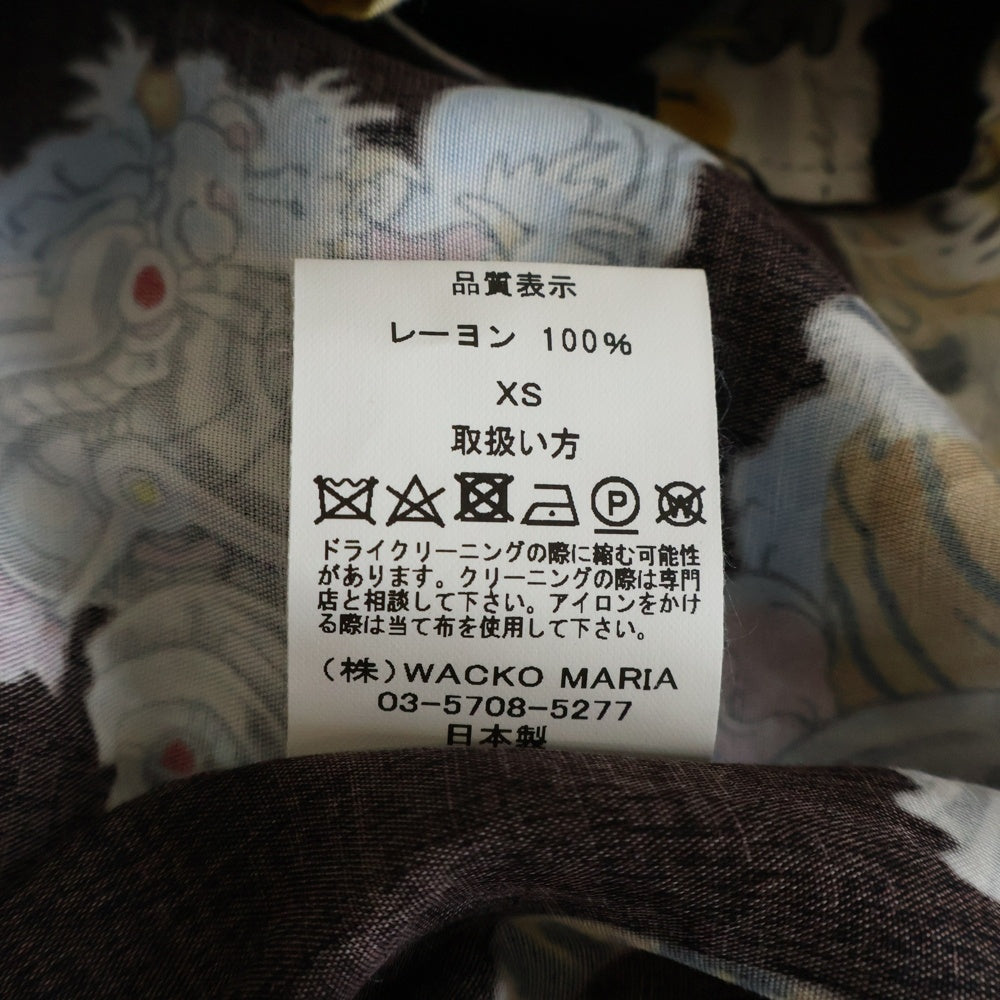 品質表示
レーヨン 100%
XS
取扱い方
P W
ドライクリーニングの際に縮む可能性
があります。クリーニングの際は専門
店と相談して下さい。アイロンをかけ
る際は当て布を使用して下さい。
(株)WACKO MARIA
03-5708-5277
日本製